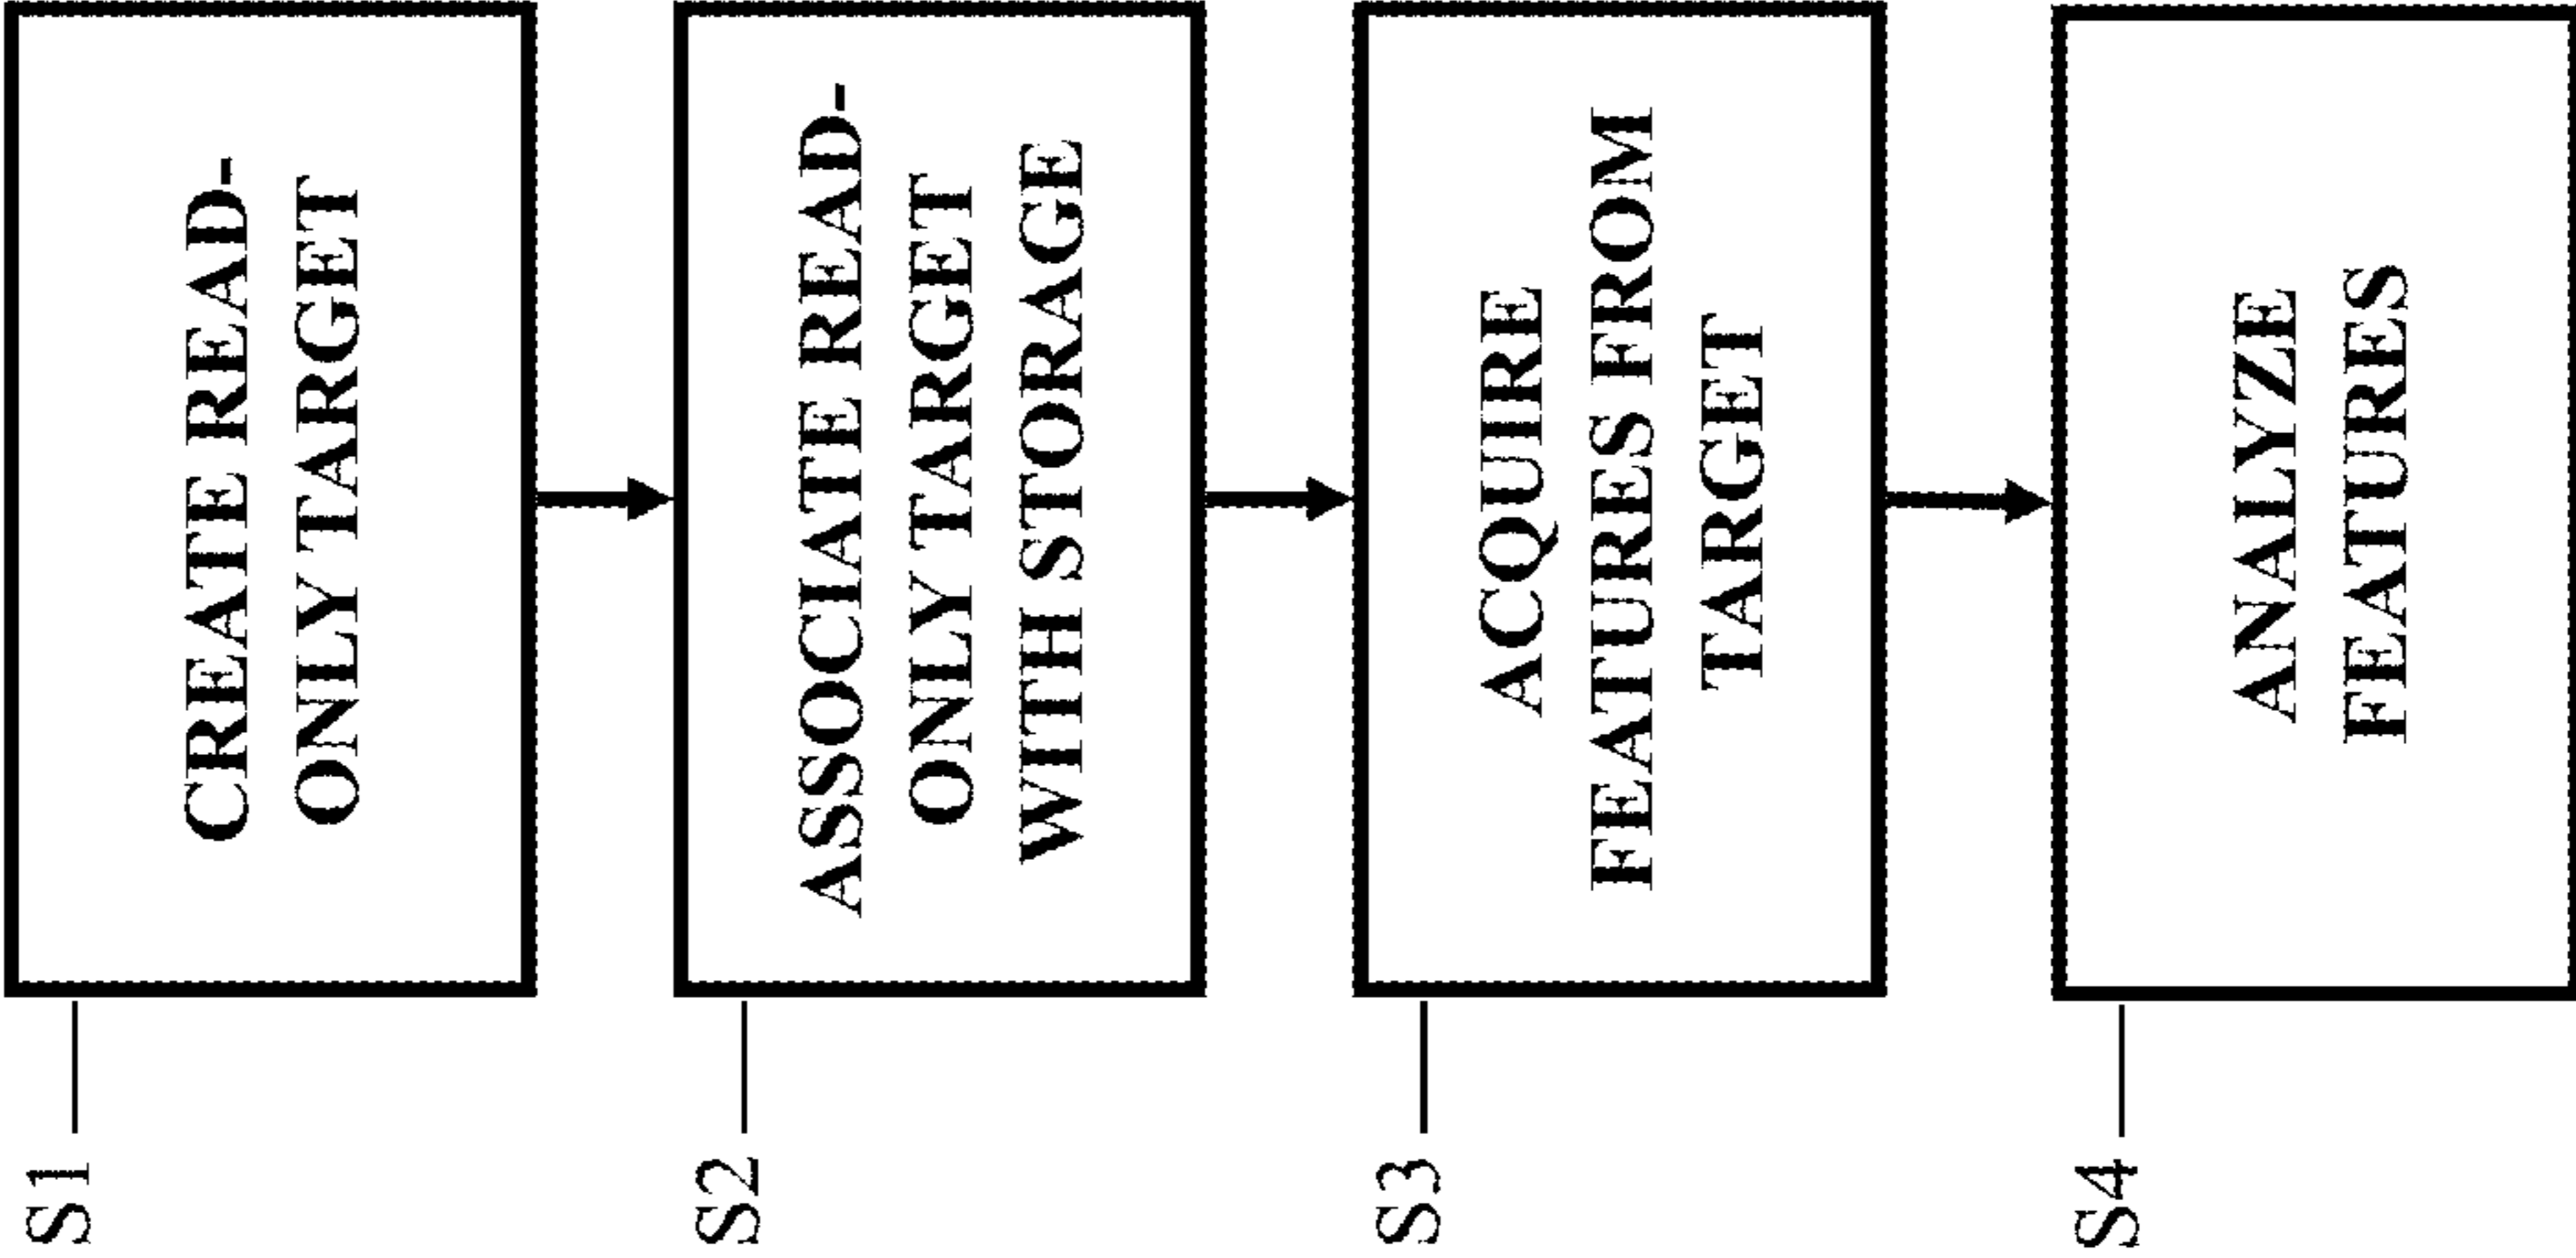 S1
CREATE READ-
ONLY TARGET
S2
ASSOCIATE READ-
ONLY TARGET
WITH STORAGE
S3
ACQUIRE
FEATURES FROM
TARGET
S4
ANALYZE
FEATURES